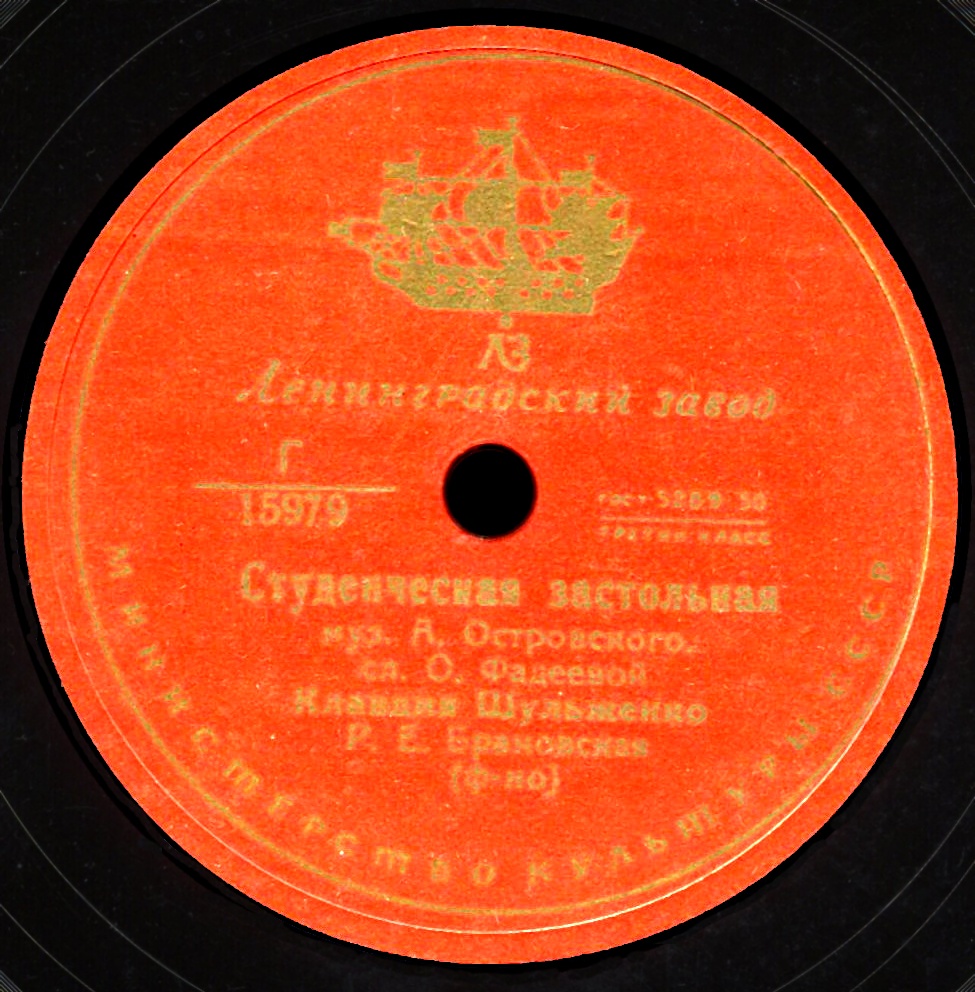 ЛЗ
Ленинградский завод
Г
15979
ГОСТ 5289-50
ТРЕТИЙ КЛАСС
Студенческая застольная
муз. А. Островского.
сл. О. Фадеевой
Клавдия Шульженко
Р. Е. Брановская
(ф-но)
МИНИСТЕРСТВО КУЛЬТУРЫ СССР